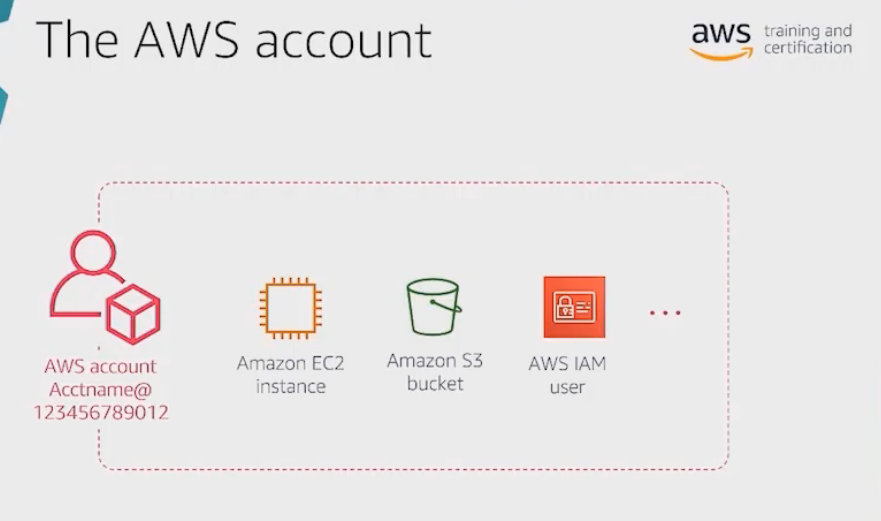 The AWS account
aws training and
certification
AWS account
Acctname@
123456789012
Amazon EC2
instance
Amazon S3
bucket
AWS IAM
user
...